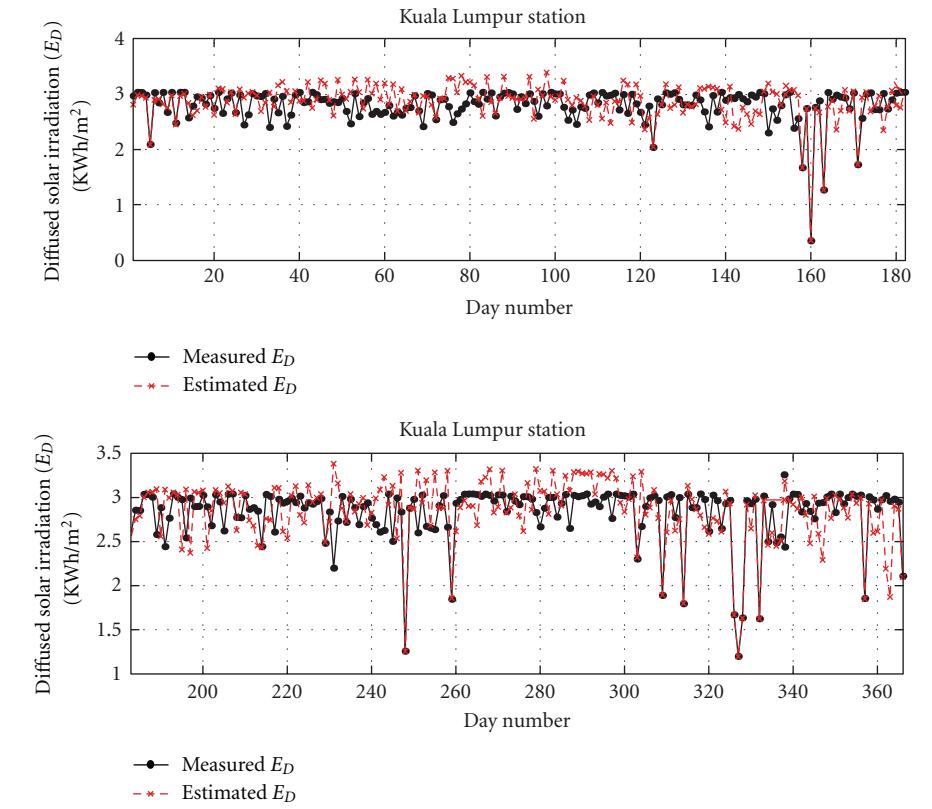 Kuala Lumpur station
Diffused solar irradiation (E_D)
(KWh/m²)
4
3
2
1
0
20 40 60 80 100 120 140 160 180
Day number
Measured E_D
Estimated E_D
Kuala Lumpur station
Diffused solar irradiation (E_D)
(KWh/m²)
3.5
3
2.5
2
1.5
1
200 220 240 260 280 300 320 340 360
Day number
Measured E_D
Estimated E_D